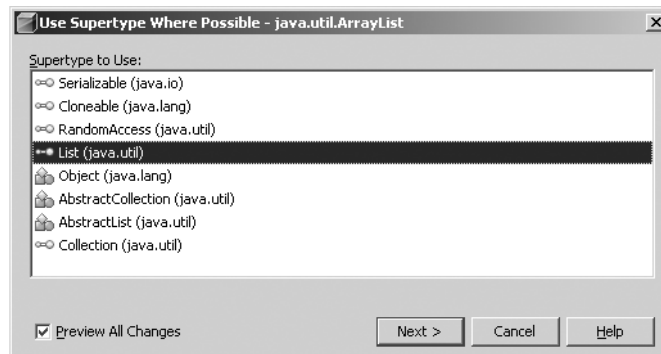 Use Supertype Where Possible - java.util.ArrayList
Supertype to Use:
Serializable (java.io)
Cloneable (java.lang)
RandomAccess (java.util)
List (java.util)
Object (java.lang)
AbstractCollection (java.util)
AbstractList (java.util)
Collection (java.util)
Preview All Changes Next > Cancel Help